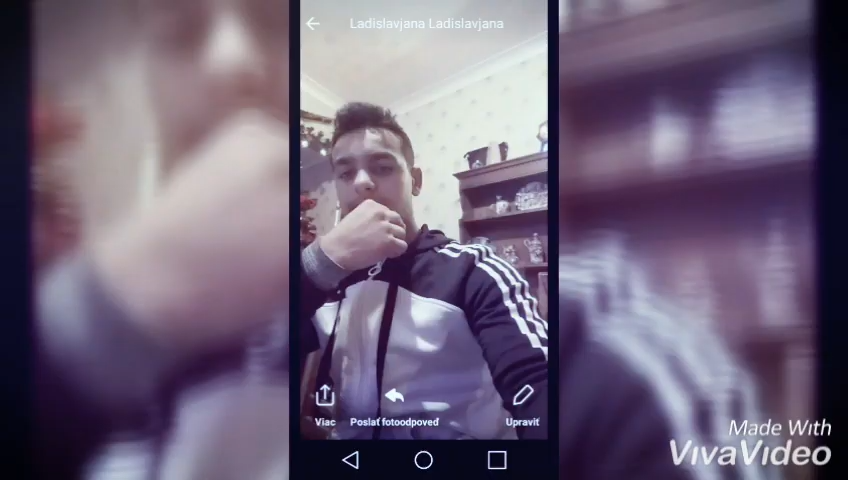 Ladislavjana Ladislavjana
Viac
Poslať fotoodpoveď
Upraviť
Made With
VivaVideo